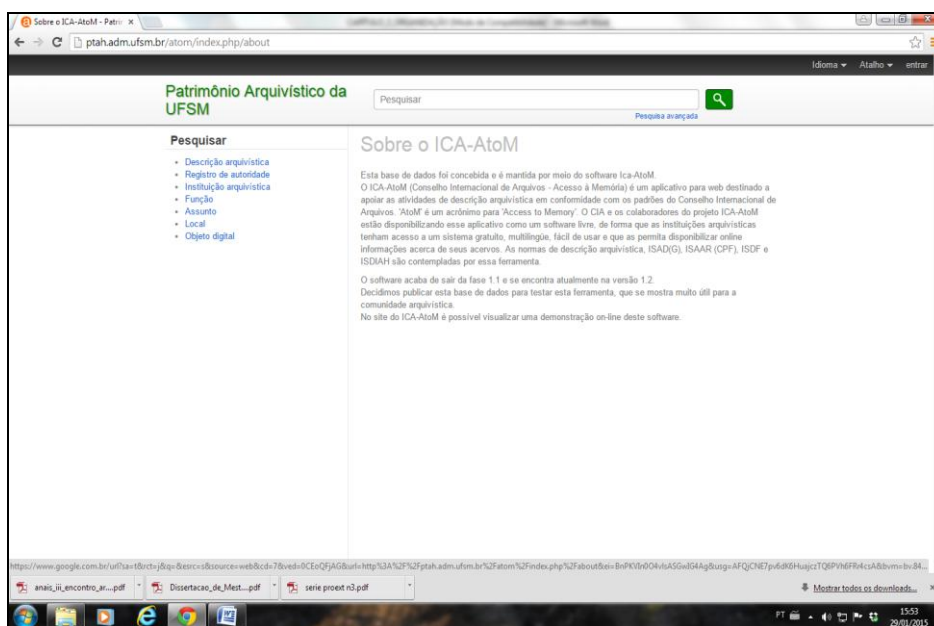 Sobre o ICA-AtoM - Patrir
ptah.adm.ufsm.br/atom/index.php/about
Idioma Atalho entrar
Patrimônio Arquivístico da
UFSM
Pesquisar
Pesquisa avançada
Pesquisar
Descrição arquivística
Registro de autoridade
Instituição arquivística
Função
Assunto
Local
Objeto digital
Sobre o ICA-AtoM
Esta base de dados foi concebida e é mantida por meio do software Ica-AtoM.
O ICA-AtoM (Conselho Internacional de Arquivos - Acesso à Memória) é um aplicativo para web destinado a
apoiar as atividades de descrição arquivística em conformidade com os padrões do Conselho Internacional de
Arquivos. 'AtoM' é um acrônimo para 'Access to Memory'. O CIA e os colaboradores do projeto ICA-AtoM
estão disponibilizando esse aplicativo como um software livre, de forma que as instituições arquivísticas
tenham acesso a um sistema gratuito, multilingüe, fácil de usar e que as permita disponibilizar online
informações acerca de seus acervos. As normas de descrição arquivística, ISAD(G), ISAAR (CPF), ISDF e
ISDIAH são contempladas por essa ferramenta.
O software acaba de sair da fase 1.1 e se encontra atualmente na versão 1.2.
Decidimos publicar esta base de dados para testar esta ferramenta, que se mostra muito útil para a
comunidade arquivística.
No site do ICA-AtoM é possível visualizar uma demonstração on-line deste software.
anais_iii_encontro_ar....pdf
Dissertacao_de_Mest....pdf
serie proext n3.pdf
Mostrar todos os downloads...
PT
15:53
29/01/2015